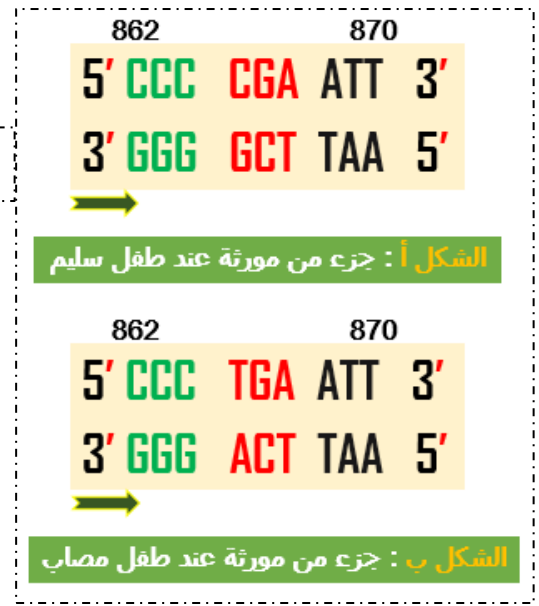 862 870
5′ CCC CGA ATT 3′
3′ GGG GCT TAA 5′
الشكل أ : جزء من مورثة عند طفل سليم
862 870
5′ CCC TGA ATT 3′
3′ GGG ACT TAA 5′
الشكل ب : جزء من مورثة عند طفل مصاب